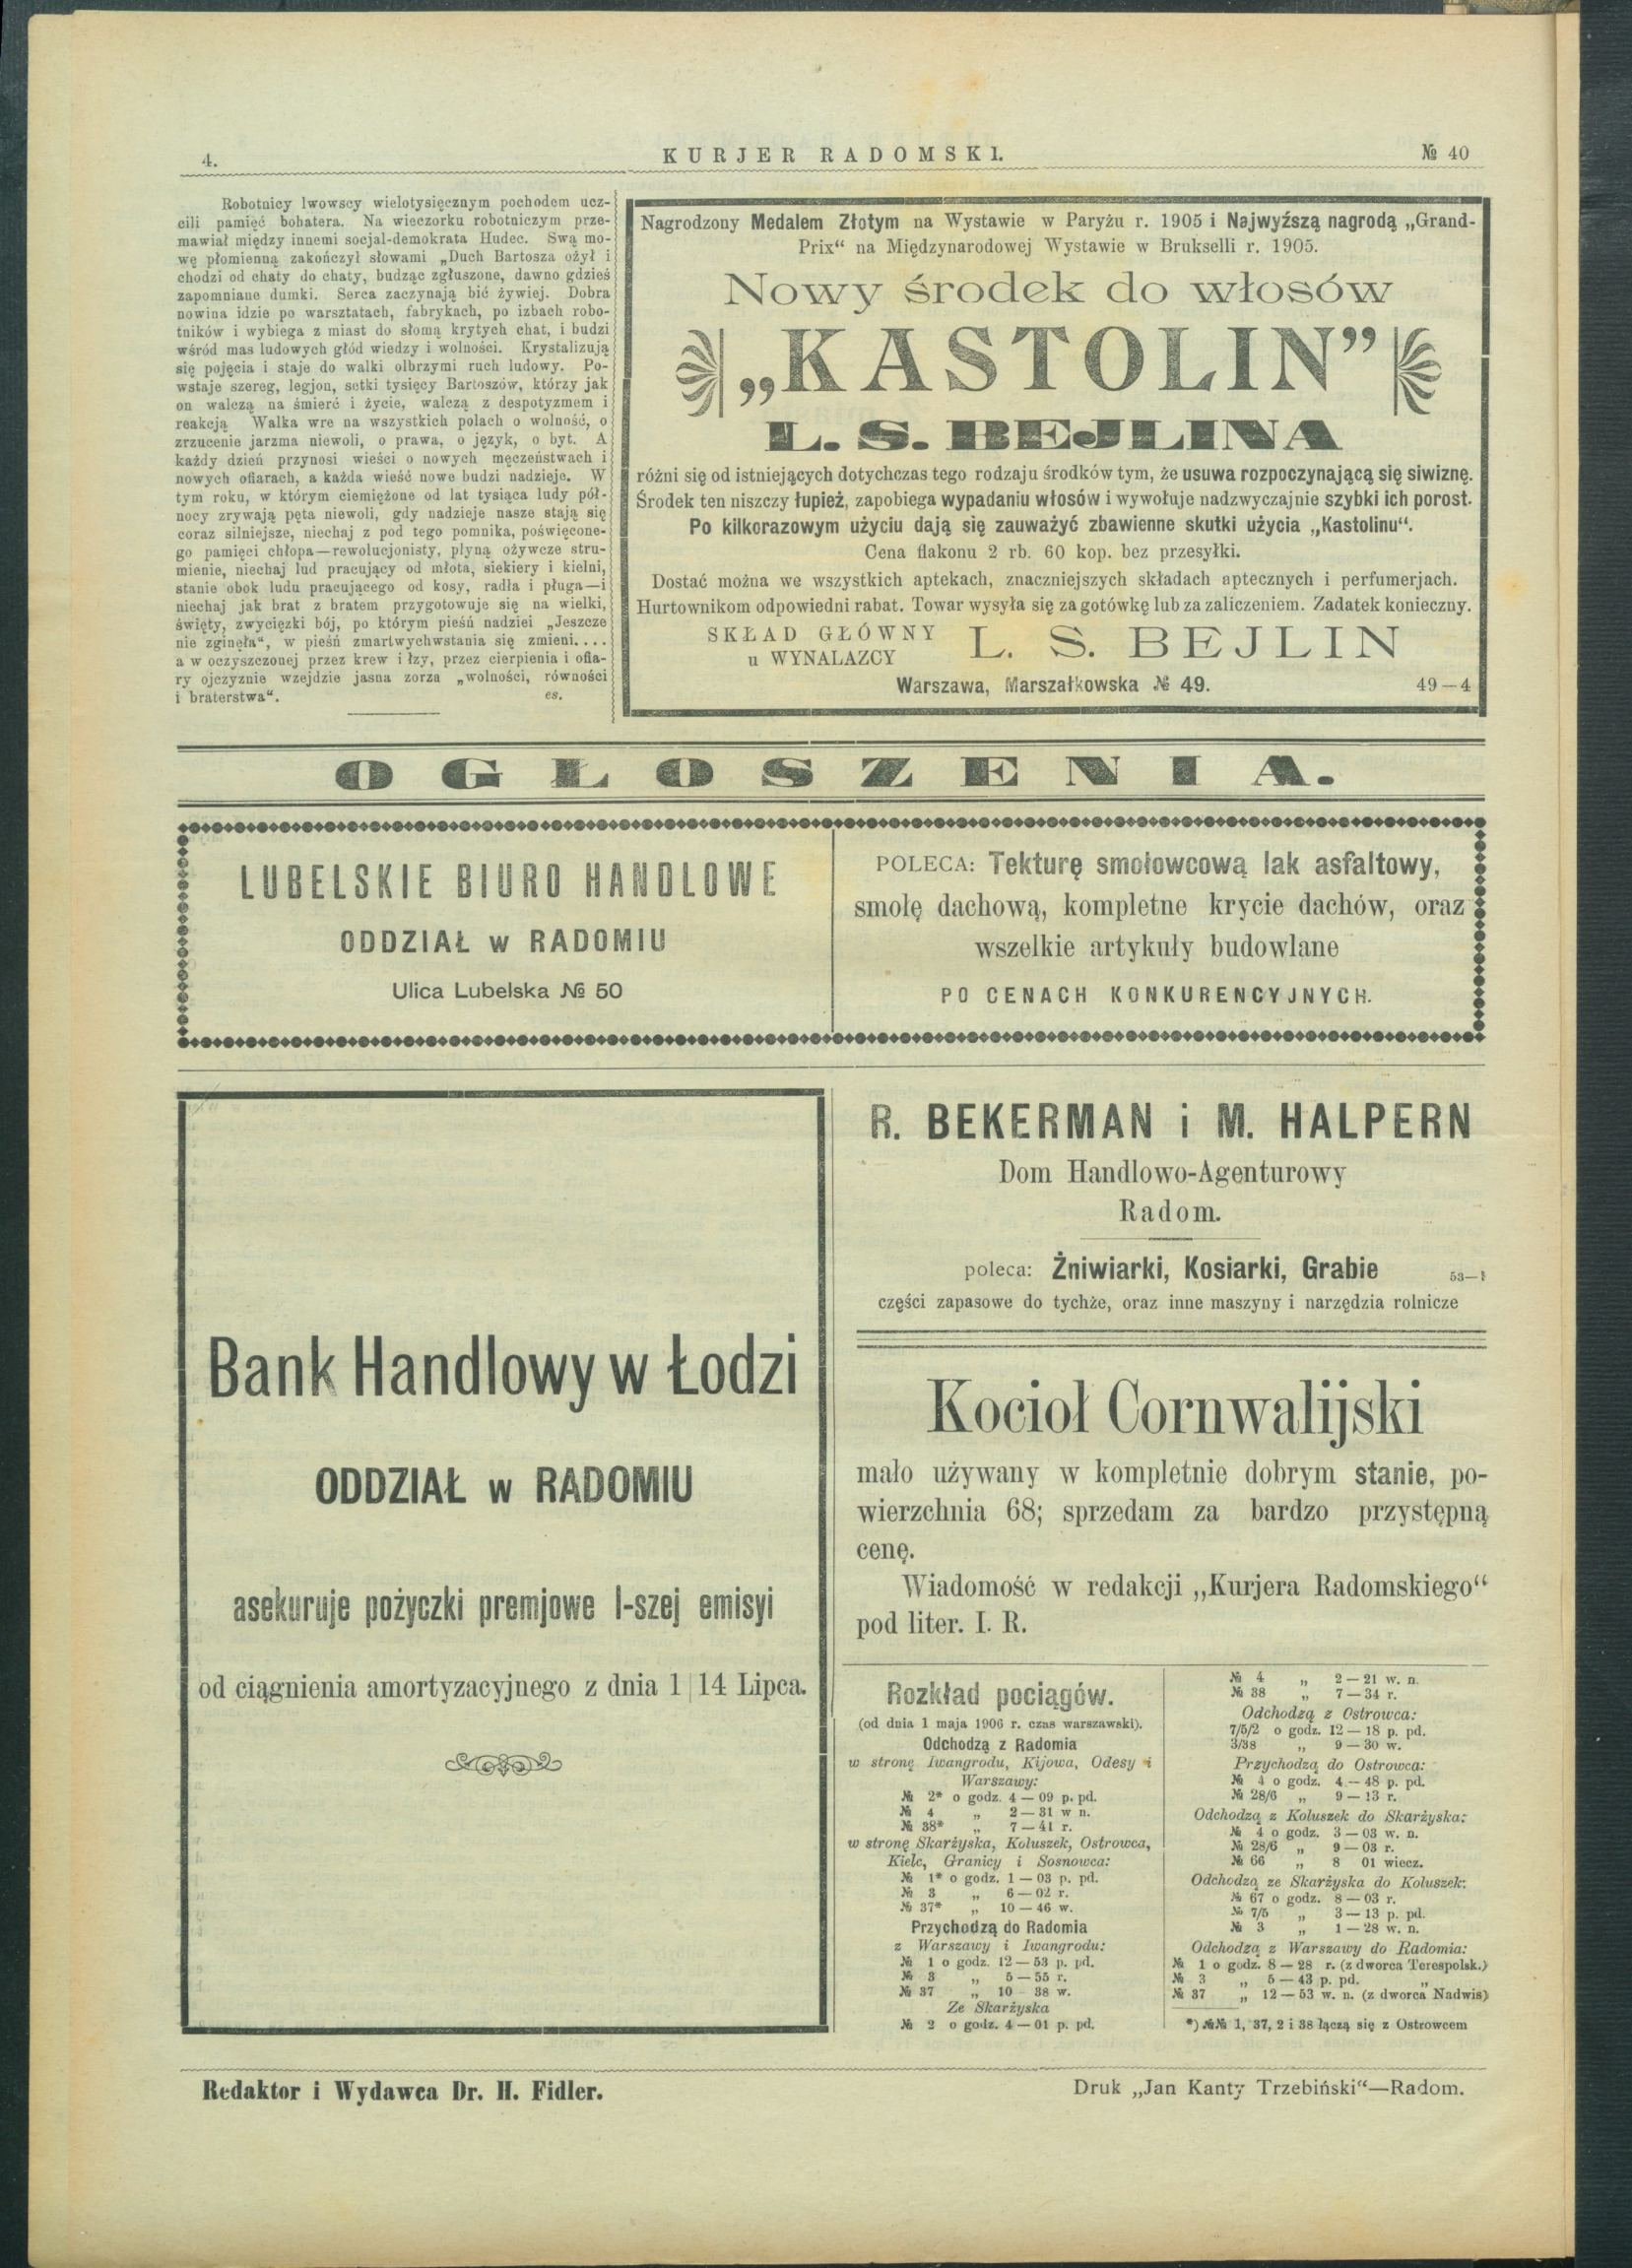 4.
KURJER RADOMSKI.
№ 40
Robotnicy lwowscy wielotysięcznym pochodem ucz-
cili pamięć bohatera. Na wieczorku robotniczym prze-
mawiał między innemi socjal-demokrata Hudec. Swą mo-
wę płomienną zakończył słowami „Duch Bartosza ożył i
chodzi od chaty do chaty, budząc zgłuszone, dawno gdzieś
zapomniane dumki. Serca zaczynają bić żywiej. Dobra
nowina idzie po warsztatach, fabrykach, po izbach robo-
tników i wybiega z miast do słomą krytych chat, i budzi
wśród mas ludowych głód wiedzy i wolności. Krystalizują
się pojęcia i staje do walki olbrzymi ruch ludowy. Po-
wstaje szereg, legjon, setki tysięcy Bartoszów, którzy jak
on walczą na śmierć i życie, walczą z despotyzmem i
reakcją Walka wre na wszystkich polach o wolność, o
zrzucenie jarzma niewoli, o prawa, o język, o byt. A
każdy dzień przynosi wieści o nowych męczeństwach i
nowych ofiarach, a każda wieść nowe budzi nadzieje. W
tym roku, w którym ciemiężone od lat tysiąca ludy pół-
nocy zrywają pęta niewoli, gdy nadzieje nasze stają się
coraz silniejsze, niechaj z pod tego pomnika, poświęcone-
go pamięci chłopa—rewolucjonisty, płyną ożywcze stru-
mienie, niechaj lud pracujący od młota, siekiery i kielni,
stanie obok ludu pracującego od kosy, radła i pługa—i
niechaj jak brat z bratem przygotowuje się na wielki,
święty, zwycięzki bój, po którym pieśń nadziei „Jeszcze
nie zginęła“, w pieśń zmartwychwstania się zmieni....
a w oczyszczonej przez krew i łzy, przez cierpienia i ofia-
ry ojczyznie wzejdzie jasna zorza „wolności, równości
i braterstwa“. es.
Nagrodzony Medalem Złotym na Wystawie w Paryżu r. 1905 i Najwyższą nagrodą „Grand-
Prix“ na Międzynarodowej Wystawie w Brukselli r. 1905.
Nowy środek do włosów
„KASTOLIN”
L. S. BEJLINA
różni się od istniejących dotychczas tego rodzaju środków tym, że usuwa rozpoczynającą się siwiznę.
Środek ten niszczy łupież, zapobiega wypadaniu włosów i wywołuje nadzwyczajnie szybki ich porost.
Po kilkorazowym użyciu dają się zauważyć zbawienne skutki użycia „Kastolinu“.
Cena flakonu 2 rb. 60 kop. bez przesyłki.
Dostać można we wszystkich aptekach, znaczniejszych składach aptecznych i perfumerjach.
Hurtownikom odpowiedni rabat. Towar wysyła się za gotówkę lub za zaliczeniem. Zadatek konieczny.
SKŁAD GŁÓWNY
u WYNALAZCY
L. S. BEJLIN
Warszawa, Marszałkowska № 49. 49—4
OGŁOSZENIA.
LUBELSKIE BIURO HANDLOWE
ODDZIAŁ w RADOMIU
Ulica Lubelska № 50
POLECA: Tekturę smołowcową lak asfaltowy,
smołę dachową, kompletne krycie dachów, oraz
wszelkie artykuły budowlane
PO CENACH KONKURENCYJNYCH.
Bank Handlowy w Łodzi
ODDZIAŁ w RADOMIU
asekuruje pożyczki premjowe I-szej emisyi
od ciągnienia amortyzacyjnego z dnia 1|14 Lipca.
R. BEKERMAN i M. HALPERN
Dom Handlowo-Agenturowy
Radom.
poleca: Żniwiarki, Kosiarki, Grabie
części zapasowe do tychże, oraz inne maszyny i narzędzia rolnicze
Kocioł Cornwalijski
mało używany w kompletnie dobrym stanie, po-
wierzchnia 68; sprzedam za bardzo przystępną
cenę.
Wiadomość w redakcji „Kurjera Radomskiego“
pod liter. I. R.
Rozkład pociągów.
(od dnia 1 maja 1906 r. czas warszawski).
Odchodzą z Radomia
w stronę Iwangrodu, Kijowa, Odesy i
Warszawy:
№ 2* o godz. 4—09 p. pd.
№ 4 „ 2—31 w n.
№ 38* „ 7—41 r.
w stronę Skarżyska, Koluszek, Ostrowca,
Kielc, Granicy i Sosnowca:
№ 1* o godz. 1—03 p. pd.
№ 3 „ 6—02 r.
№ 37* „ 10—46 w.
Przychodzą do Radomia
z Warszawy i Iwangrodu:
№ 1 o godz. 12—53 p. pd.
№ 3 „ 5—55 r.
№ 37 „ 10 38 w.
Ze Skarżyska
№ 2 o godz. 4—01 p. pd.
№ 4 „ 2—21 w. n.
№ 38 „ 7—34 r.
Odchodzą z Ostrowca:
7/5/2 o godz. 12—18 p. pd.
3/38 „ 9—30 w.
Przychodzą do Ostrowca:
№ 4 o godz. 4—48 p. pd.
№ 28/6 „ 9—13 r.
Odchodzą z Koluszek do Skarżyska:
№ 4 o godz. 3—03 w. n.
№ 28/6 „ 9—03 r.
№ 66 „ 8 01 wiecz.
Odchodzą ze Skarżyska do Koluszek:
№ 67 o godz. 8—03 r.
№ 7/5 „ 3—13 p. pd.
№ 3 „ 1—28 w. n.
Odchodzą z Warszawy do Radomia:
№ 1 o godz. 8—28 r. (z dworca Terespolsk.)
№ 3 „ 5—43 p. pd. „
№ 37 „ 12—53 w. n. (z dworca Nadwis)
*) №№ 1, 37, 2 i 38 łączą się z Ostrowcem
Redaktor i Wydawca Dr. H. Fidler.
Druk „Jan Kanty Trzebiński“—Radom.